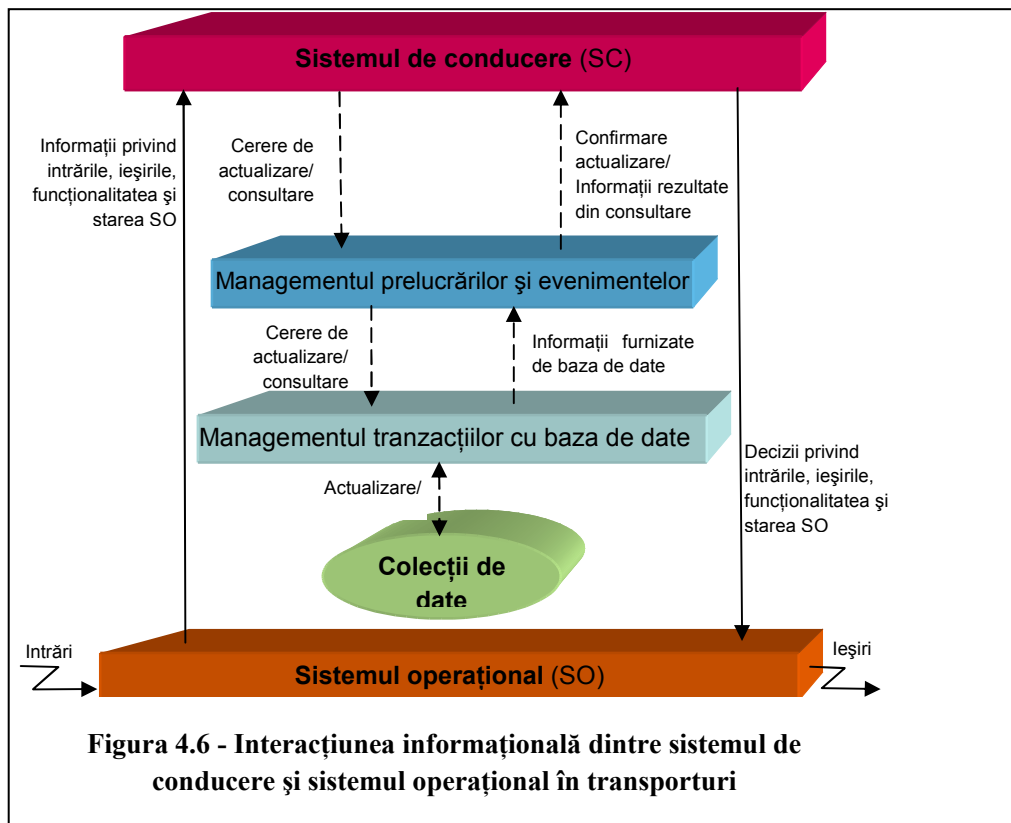 Sistemul de conducere (SC)
Informații privind
intrările, ieşirile,
funcționalitatea şi
starea SO
Cerere de
actualizare/
consultare
Confirmare
actualizare/
Informații rezultate
din consultare
Managementul prelucrărilor şi evenimentelor
Cerere de
actualizare/
consultare
Informații furnizate
de baza de date
Managementul tranzacțiilor cu baza de date
Decizii privind
intrările, ieşirile,
funcționalitatea şi
starea SO
Actualizare/
Colecții de
date
Intrări
Sistemul operațional (SO)
Ieşiri
Figura 4.6 - Interacțiunea informațională dintre sistemul de
conducere şi sistemul operațional în transporturi